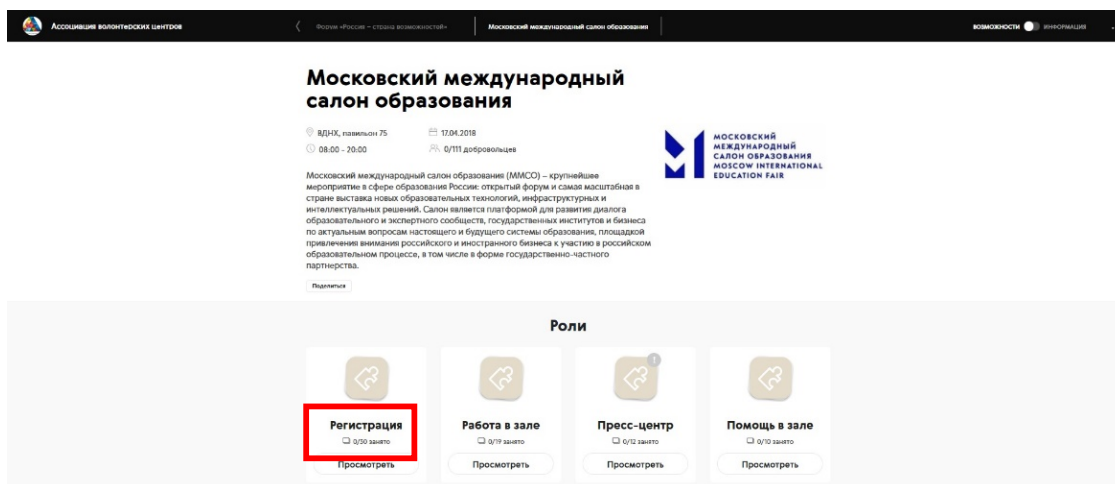 Ассоциация волонтерских центров
Форум «Россия – страна возможностей»
Московский международный салон образования
ВОЗМОЖНОСТИ ИНФОРМАЦИЯ
Московский международный
салон образования
ВДНХ, павильон 75 17.04.2018
08:00 - 20:00 0/111 добровольцев
МОСКОВСКИЙ
МЕЖДУНАРОДНЫЙ
САЛОН ОБРАЗОВАНИЯ
MOSCOW INTERNATIONAL
EDUCATION FAIR
Московский международный салон образования (ММСО) – крупнейшее
мероприятие в сфере образования России: открытый форум и самая масштабная в
стране выставка новых образовательных технологий, инфраструктурных и
интеллектуальных решений. Салон является платформой для развития диалога
образовательного и экспертного сообществ, государственных институтов и бизнеса
по актуальным вопросам настоящего и будущего системы образования, площадкой
привлечения внимания российского и иностранного бизнеса к участию в российском
образовательном процессе, в том числе в форме государственно-частного
партнерства.
Поделиться
Роли
Регистрация
0/50 занято
Просмотреть
Работа в зале
0/19 занято
Просмотреть
Пресс-центр
0/12 занято
Просмотреть
Помощь в зале
0/10 занято
Просмотреть